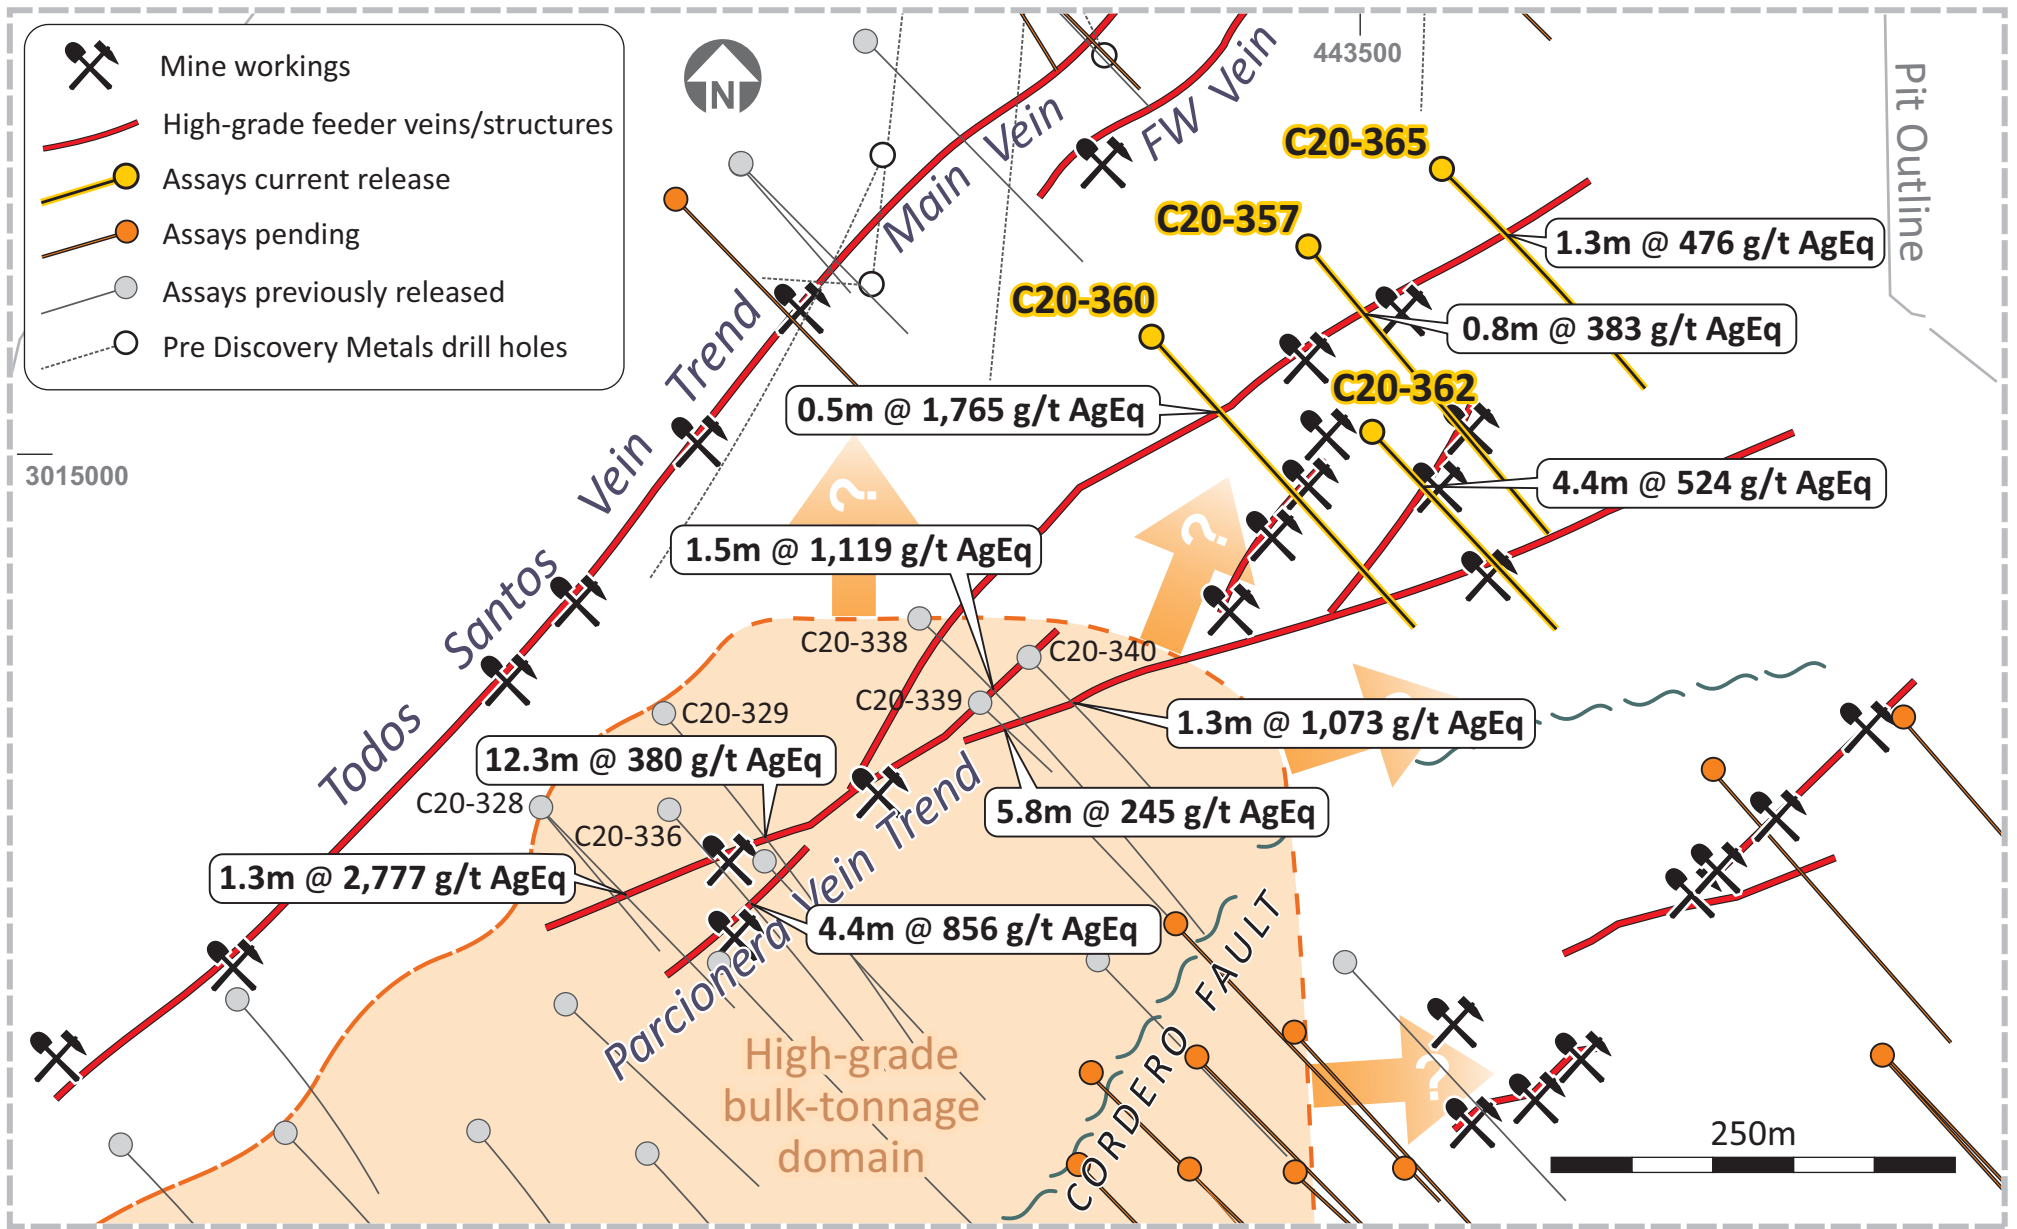 Mine workings
High-grade feeder veins/structures
Assays current release
Assays pending
Assays previously released
Pre Discovery Metals drill holes
N
443500
Pit Outline
3015000
Main Vein
FW Vein
Todos Santos Vein Trend
C20-365
C20-357
C20-360
C20-362
1.3m @ 476 g/t AgEq
0.8m @ 383 g/t AgEq
0.5m @ 1,765 g/t AgEq
4.4m @ 524 g/t AgEq
?
?
1.5m @ 1,119 g/t AgEq
C20-338
C20-340
C20-339
C20-329
1.3m @ 1,073 g/t AgEq
12.3m @ 380 g/t AgEq
C20-328
C20-336
5.8m @ 245 g/t AgEq
1.3m @ 2,777 g/t AgEq
4.4m @ 856 g/t AgEq
Parcionera Vein Trend
CORDERO FAULT
High-grade
bulk-tonnage
domain
?
250m